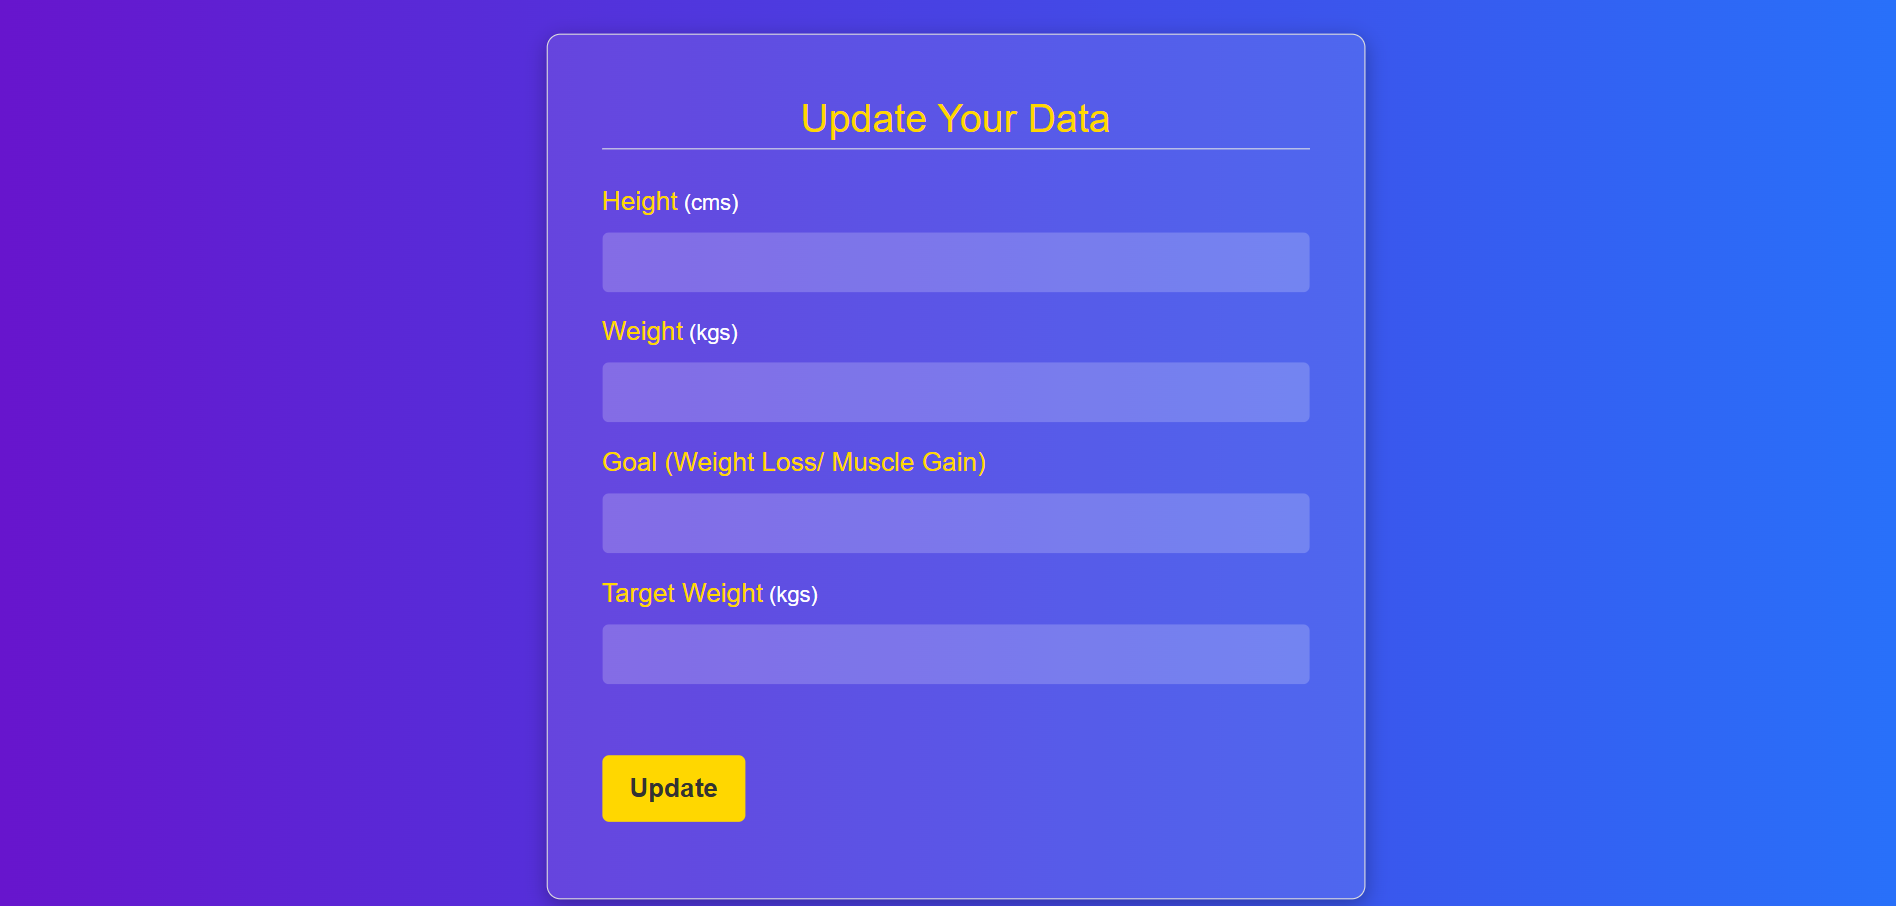 Update Your Data
Height (cms)
Weight (kgs)
Goal (Weight Loss/ Muscle Gain)
Target Weight (kgs)
Update